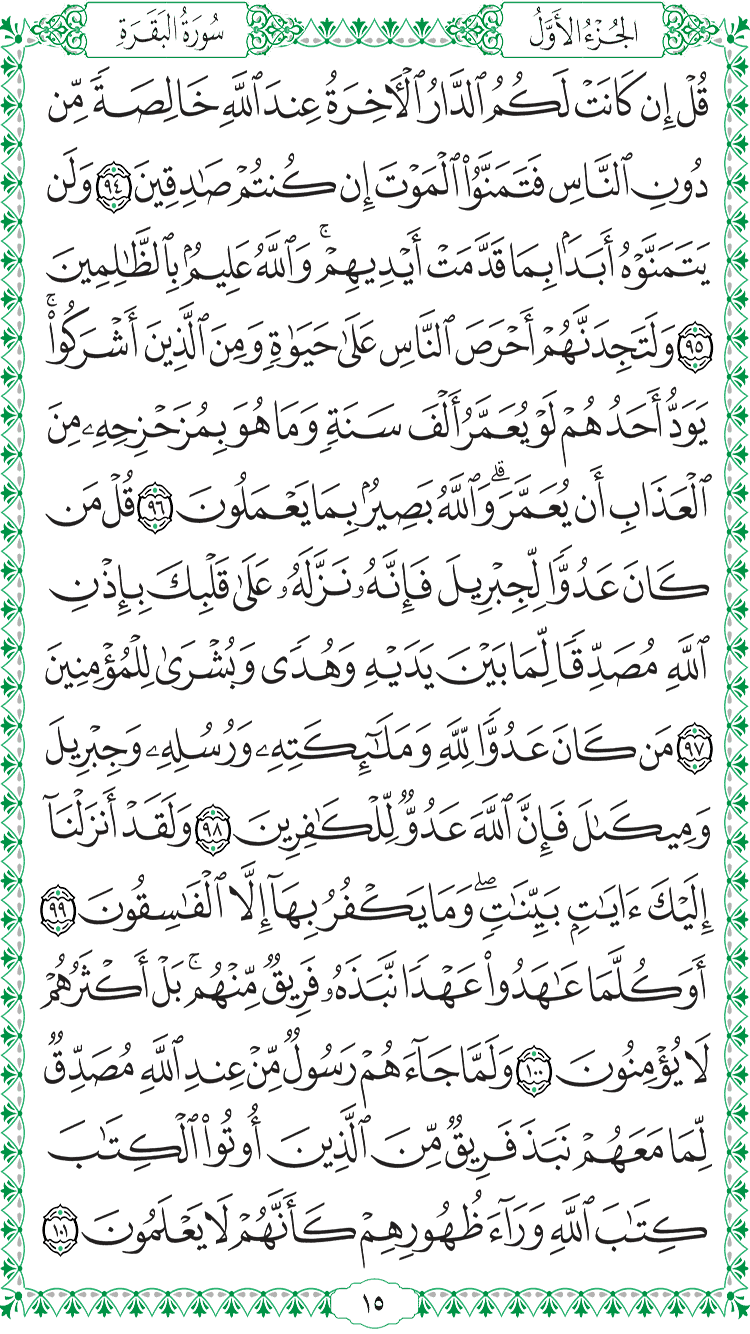 الجُزْءُ الأَوَّلُ
سُورَةُ البَقَرَةِ
قُلْ إِن كَانَتْ لَكُمُ ٱلدَّارُ ٱلْأَخِرَةُ عِندَ ٱللَّهِ خَالِصَةً مِّن
دُونِ ٱلنَّاسِ فَتَمَنَّوُاْ ٱلْمَوْتَ إِن كُنتُمْ صَٰدِقِينَ ٩٤ وَلَن
يَتَمَنَّوْهُ أَبَدَۢا بِمَا قَدَّمَتْ أَيْدِيهِمْۚ وَٱللَّهُ عَلِيمُۢ بِٱلظَّٰلِمِينَ
٩٥ وَلَتَجِدَنَّهُمْ أَحْرَصَ ٱلنَّاسِ عَلَىٰ حَيَوٰةٍ وَمِنَ ٱلَّذِينَ أَشْرَكُواْۚ
يَوَدُّ أَحَدُهُمْ لَوْ يُعَمَّرُ أَلْفَ سَنَةٍ وَمَا هُوَ بِمُزَحْزِحِهِۦ مِنَ
ٱلْعَذَابِ أَن يُعَمَّرَۗ وَٱللَّهُ بَصِيرُۢ بِمَا يَعْمَلُونَ ٩٦ قُلْ مَن
كَانَ عَدُوًّا لِّجِبْرِيلَ فَإِنَّهُۥ نَزَّلَهُۥ عَلَىٰ قَلْبِكَ بِإِذْنِ
ٱللَّهِ مُصَدِّقًا لِّمَا بَيْنَ يَدَيْهِ وَهُدًى وَبُشْرَىٰ لِلْمُؤْمِنِينَ
٩٧ مَن كَانَ عَدُوًّا لِّلَّهِ وَمَلَٰٓئِكَتِهِۦ وَرُسُلِهِۦ وَجِبْرِيلَ
وَمِيكَىٰلَ فَإِنَّ ٱللَّهَ عَدُوٌّ لِّلْكَٰفِرِينَ ٩٨ وَلَقَدْ أَنزَلْنَآ
إِلَيْكَ ءَايَٰتٍۭ بَيِّنَٰتٍۖ وَمَا يَكْفُرُ بِهَآ إِلَّا ٱلْفَٰسِقُونَ ٩٩
أَوَكُلَّمَا عَٰهَدُواْ عَهْدًا نَّبَذَهُۥ فَرِيقٌ مِّنْهُمۚ بَلْ أَكْثَرُهُمْ
لَا يُؤْمِنُونَ ١٠٠ وَلَمَّا جَآءَهُمْ رَسُولٌ مِّنْ عِندِ ٱللَّهِ مُصَدِّقٌ
لِّمَا مَعَهُمْ نَبَذَ فَرِيقٌ مِّنَ ٱلَّذِينَ أُوتُواْ ٱلْكِتَٰبَ
كِتَٰبَ ٱللَّهِ وَرَآءَ ظُهُورِهِمْ كَأَنَّهُمْ لَا يَعْلَمُونَ ١٠١
١٥